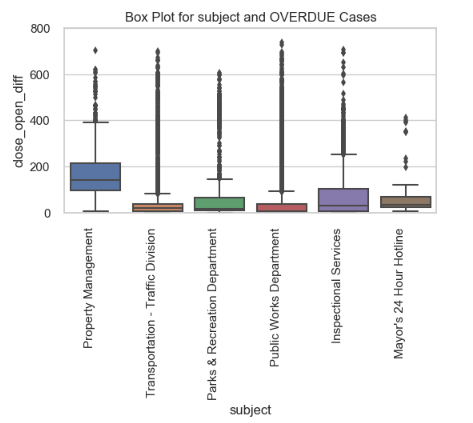 Box Plot for subject and OVERDUE Cases
800
600
400
200
0
close_open_diff
Property Management
Transportation - Traffic Division
Parks & Recreation Department
Public Works Department
Inspectional Services
Mayor's 24 Hour Hotline
subject